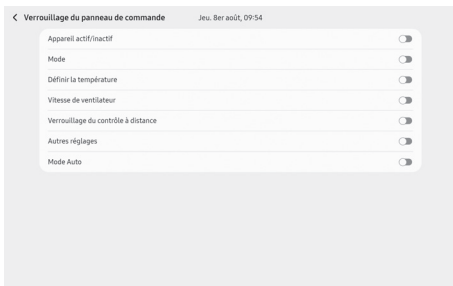 Verrouillage du panneau de commande Jeu. 8er août, 09:54
Appareil actif/inactif
Mode
Définir la température
Vitesse de ventilateur
Verrouillage du contrôle à distance
Autres réglages
Mode Auto